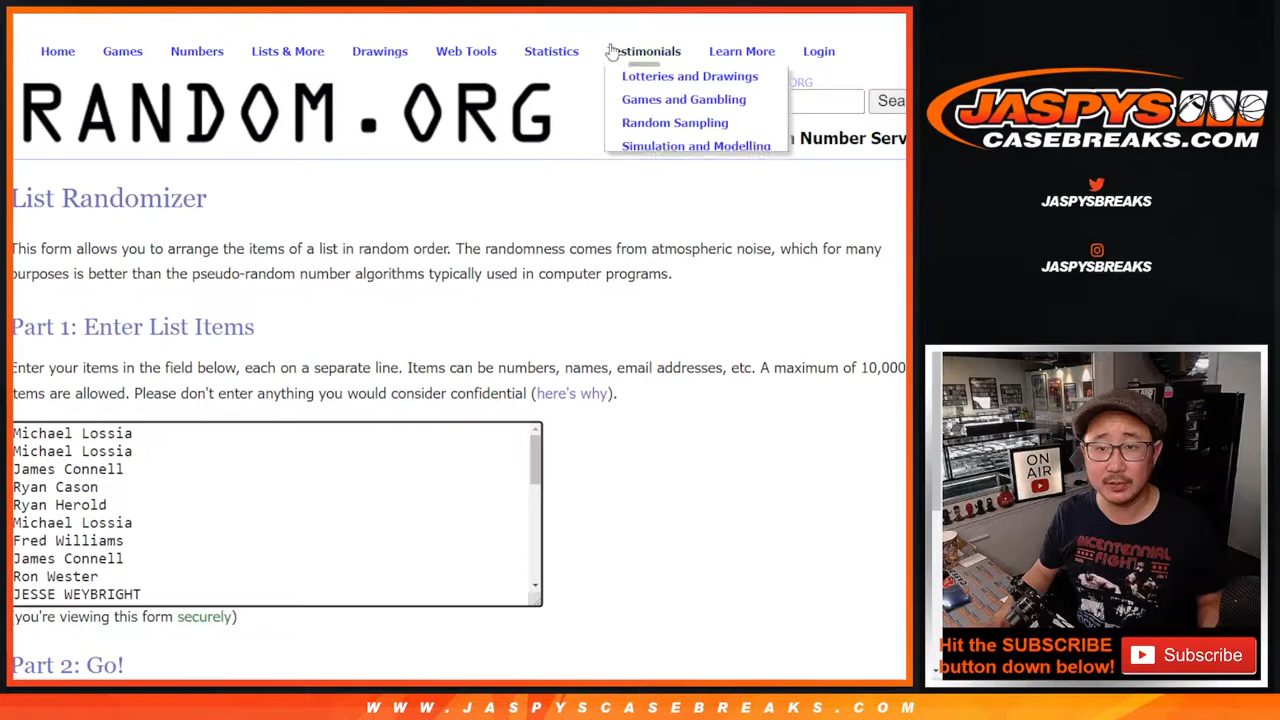 Home Games Numbers Lists & More Drawings Web Tools Statistics Testimonials Learn More Login
Lotteries and Drawings
Games and Gambling
Random Sampling
Simulation and Modelling
ORG
Sea
RANDOM.ORG
Number Serv
List Randomizer
This form allows you to arrange the items of a list in random order. The randomness comes from atmospheric noise, which for many
purposes is better than the pseudo-random number algorithms typically used in computer programs.
Part 1: Enter List Items
Enter your items in the field below, each on a separate line. Items can be numbers, names, email addresses, etc. A maximum of 10,000
items are allowed. Please don't enter anything you would consider confidential (here's why).
Michael Lossia
Michael Lossia
James Connell
Ryan Cason
Ryan Herold
Michael Lossia
Fred Williams
James Connell
Ron Wester
JESSE WEYBRIGHT
you're viewing this form securely)
Part 2: Go!
JASPYS
CASEBREAKS.COM
JASPYSBREAKS
JASPYSBREAKS
ON
AIR
BICENTENNIAL
FIGHT
Hit the SUBSCRIBE
button down below!
Subscribe
WWW.JASPYSCASEBREAKS.COM